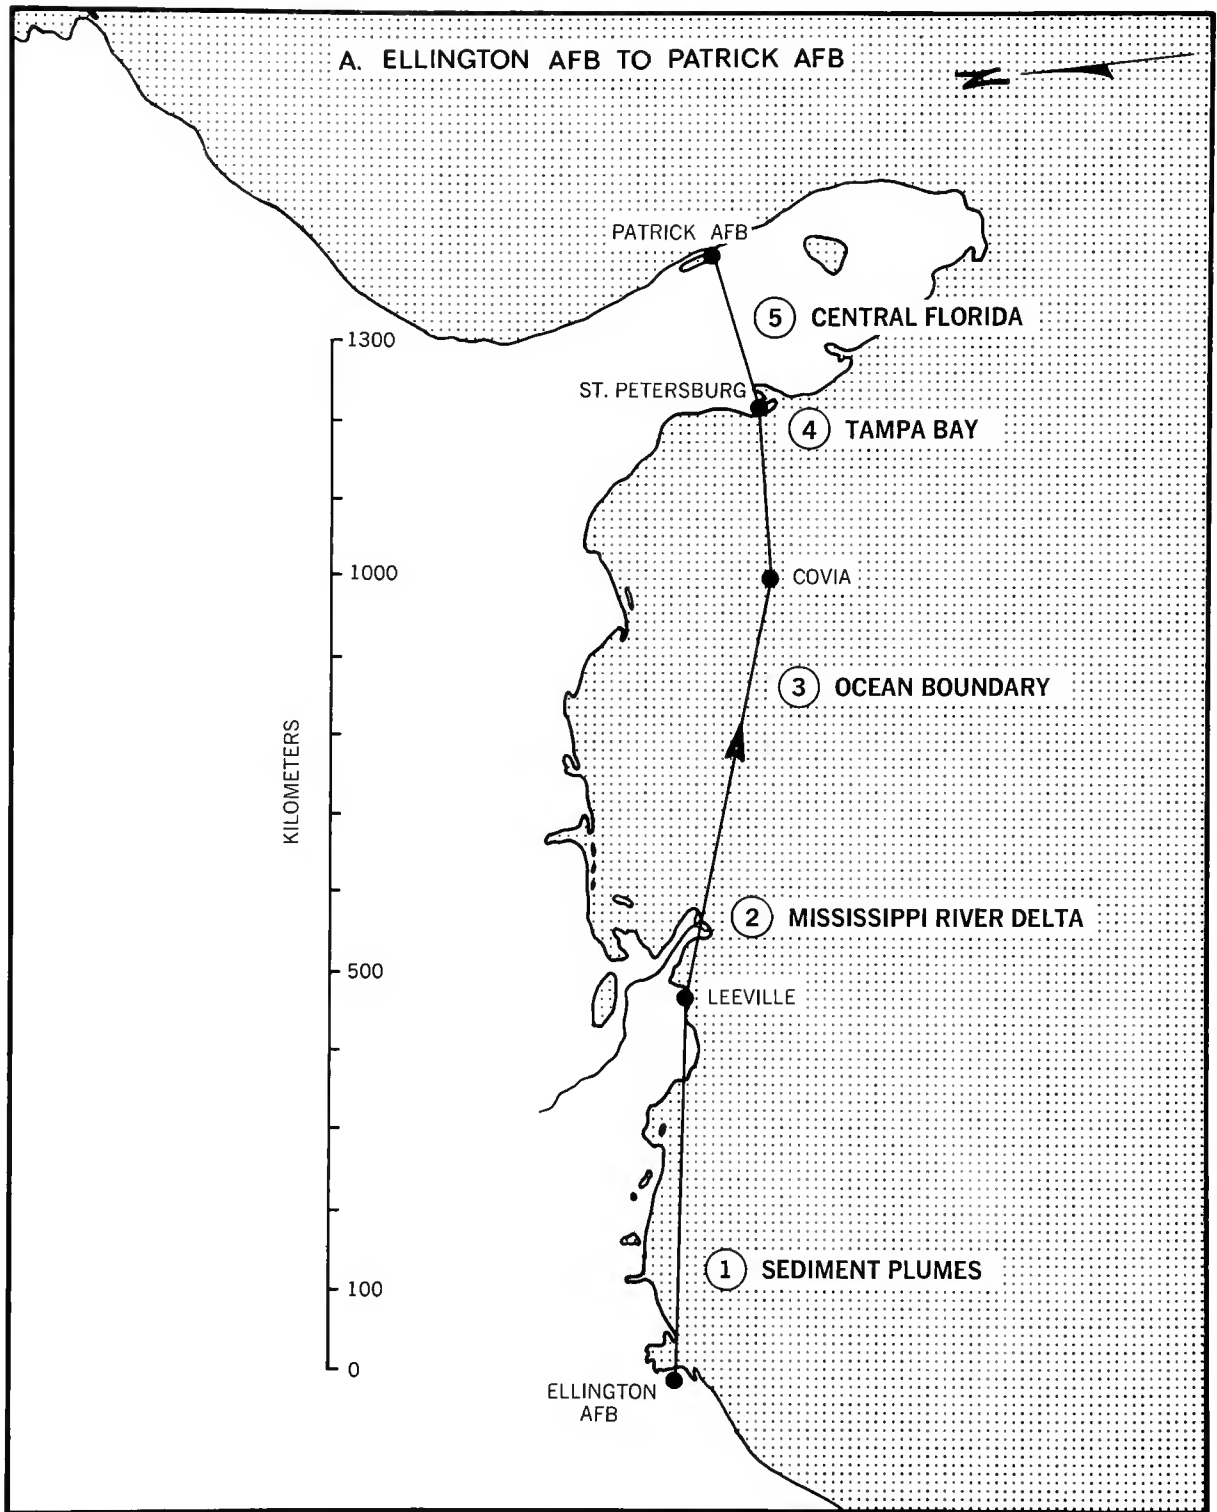 A. ELLINGTON AFB TO PATRICK AFB
N
PATRICK AFB
5 CENTRAL FLORIDA
1300
ST. PETERSBURG
4 TAMPA BAY
1000
COVIA
3 OCEAN BOUNDARY
KILOMETERS
2 MISSISSIPPI RIVER DELTA
500
LEEVILLE
1 SEDIMENT PLUMES
100
0
ELLINGTON
AFB